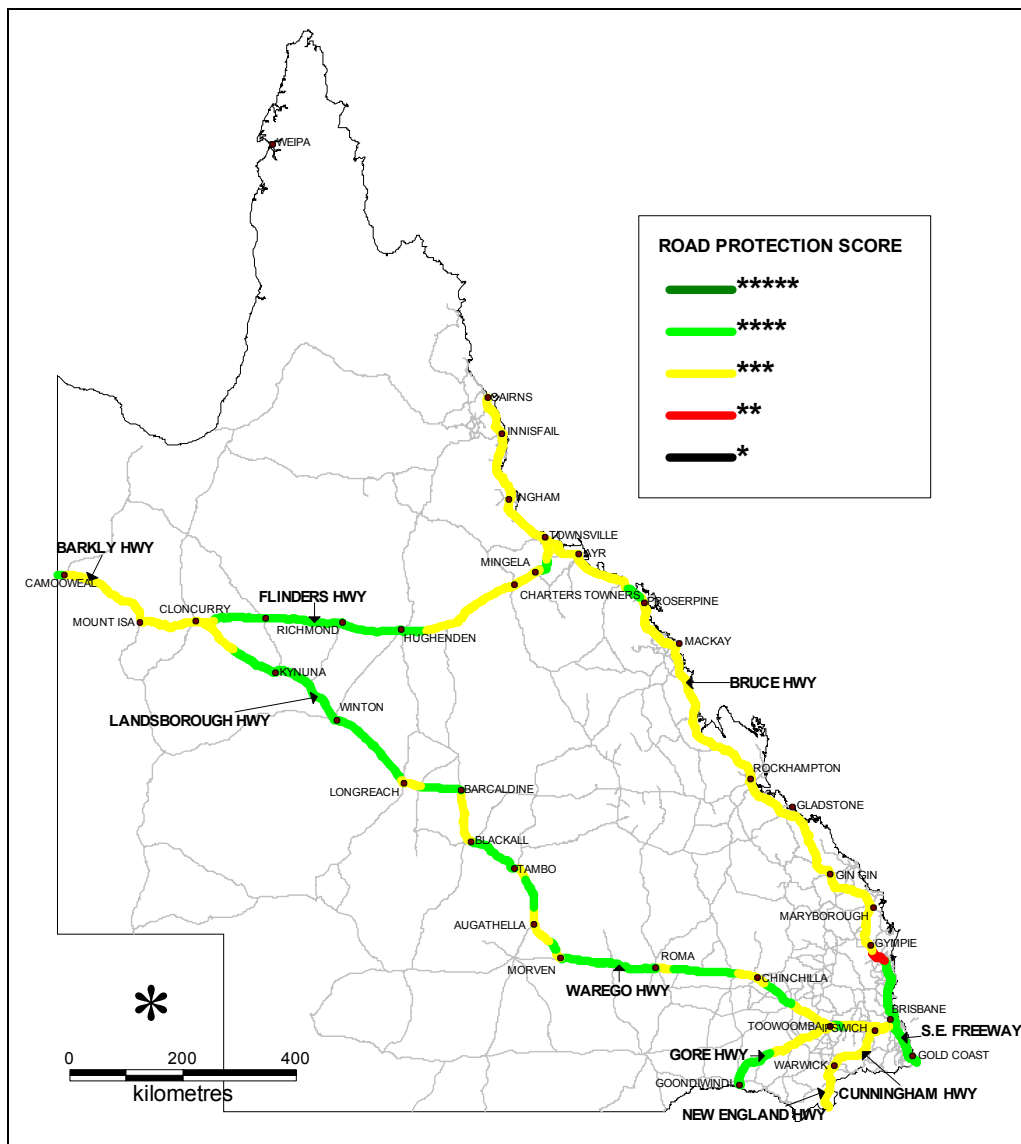 WEIPA
ROAD PROTECTION SCORE
*****
****
***
**
*
CAIRNS
INNISFAIL
INGHAM
TOWNSVILLE
AYR
BARKLY HWY
MINGELA
CAMOOWEAL
FLINDERS HWY
CHARTERS TOWERS
PROSERPINE
CLONCURRY
MOUNT ISA
RICHMOND
HUGHENDEN
MACKAY
KYNUNA
BRUCE HWY
LANDSBOROUGH HWY
WINTON
ROCKHAMPTON
LONGREACH
BARCALDINE
GLADSTONE
BLACKALL
TAMBO
GIN GIN
MARYBOROUGH
AUGATHELLA
GYMPIE
ROMA
MORVEN
CHINCHILLA
WAREGO HWY
BRISBANE
TOOWOOMBA
IPSWICH
S.E. FREEWAY
GORE HWY
GOLD COAST
WARWICK
GOONDIWINDI
CUNNINGHAM HWY
NEW ENGLAND HWY
*
0 200 400
kilometres